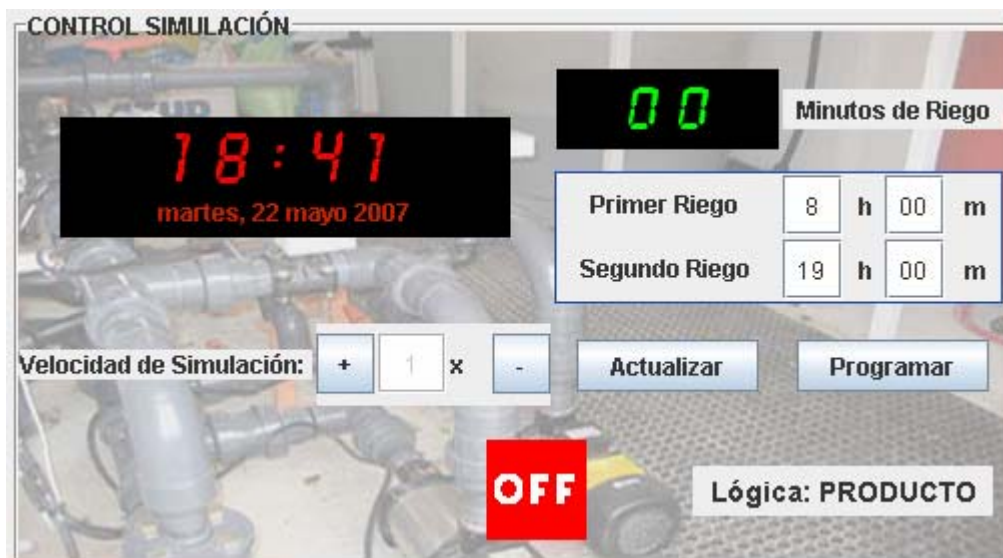 CONTROL SIMULACIÓN
18:41
martes, 22 mayo 2007
00 Minutos de Riego
Primer Riego 8 h 00 m
Segundo Riego 19 h 00 m
Velocidad de Simulación: + 1 x - Actualizar Programar
OFF
Lógica: PRODUCTO